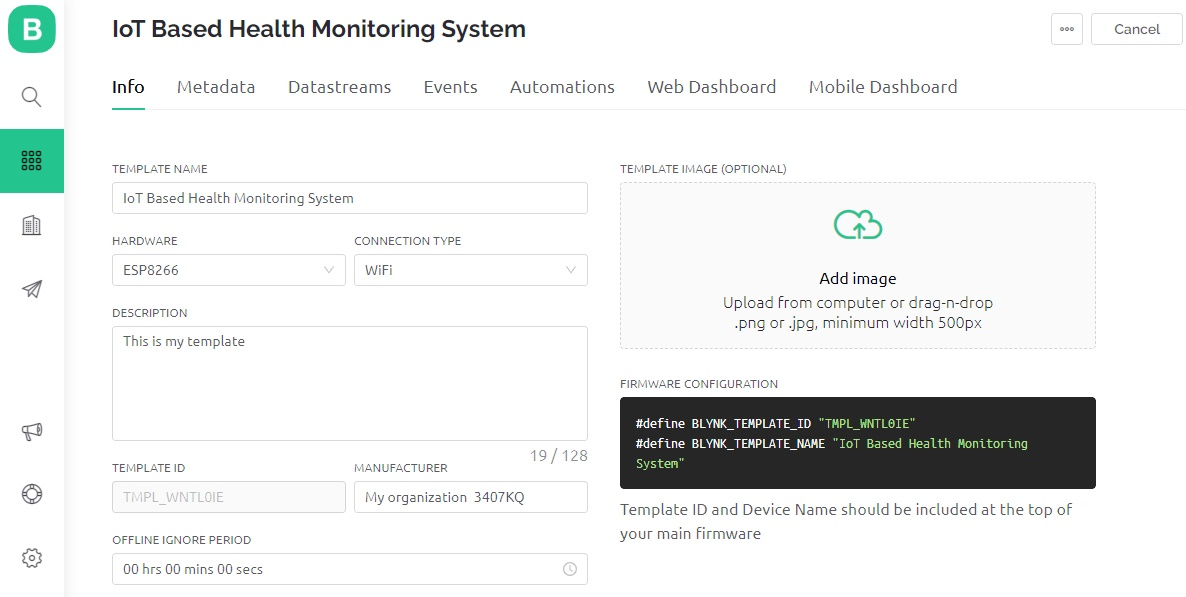 B
IoT Based Health Monitoring System
Cancel
Info Metadata Datastreams Events Automations Web Dashboard Mobile Dashboard
TEMPLATE NAME
IoT Based Health Monitoring System
HARDWARE
ESP8266
CONNECTION TYPE
WiFi
DESCRIPTION
This is my template
19 / 128
TEMPLATE ID
TMPL_WNTL0IE
MANUFACTURER
My organization 3407KQ
OFFLINE IGNORE PERIOD
00 hrs 00 mins 00 secs
TEMPLATE IMAGE (OPTIONAL)
Add image
Upload from computer or drag-n-drop
.png or .jpg, minimum width 500px
FIRMWARE CONFIGURATION
#define BLYNK_TEMPLATE_ID "TMPL_WNTL0IE"
#define BLYNK_TEMPLATE_NAME "IoT Based Health Monitoring
System"
Template ID and Device Name should be included at the top of
your main firmware